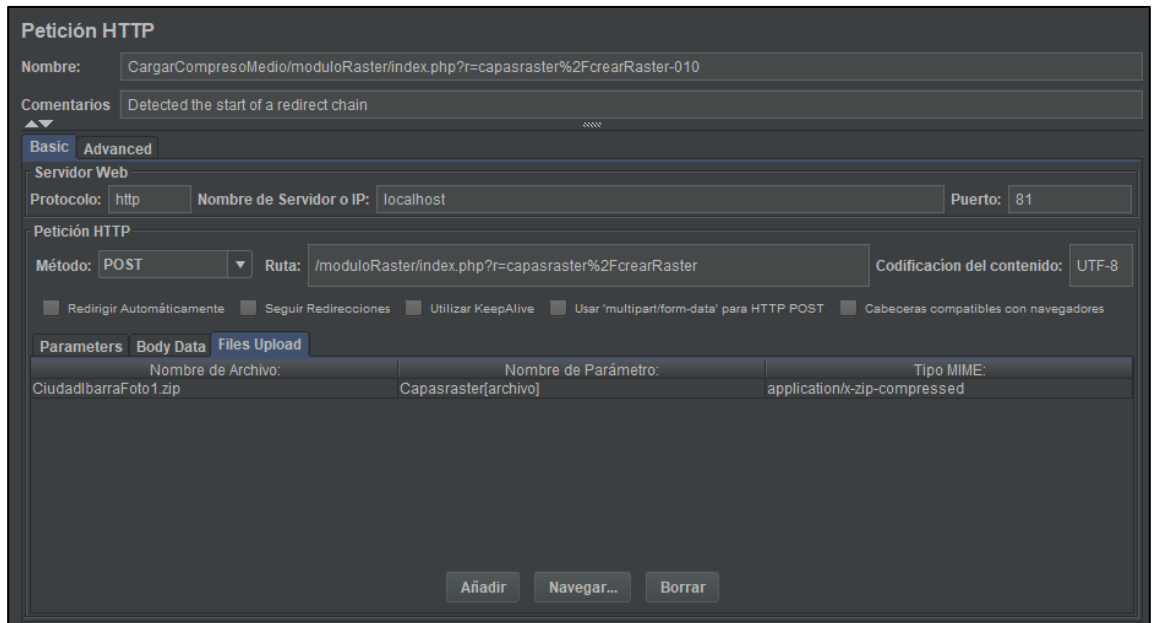 Petición HTTP
Nombre: CargarCompresoMedio/moduloRaster/index.php?r=capasraster%2FcrearRaster-010
Comentarios Detected the start of a redirect chain
Basic Advanced
Servidor Web
Protocolo: http Nombre de Servidor o IP: localhost Puerto: 81
Petición HTTP
Método: POST Ruta: /moduloRaster/index.php?r=capasraster%2FcrearRaster Codificacíon del contenido: UTF-8
Redirigir Automáticamente Seguir Redirecciones Utilizar KeepAlive Usar 'multipart/form-data' para HTTP POST Cabeceras compatibles con navegadores
Parameters Body Data Files Upload
Nombre de Archivo: Nombre de Parámetro: Tipo MIME:
CiudadIbarraFoto1.zip Capasraster[archivo] application/x-zip-compressed
Añadir Navegar... Borrar